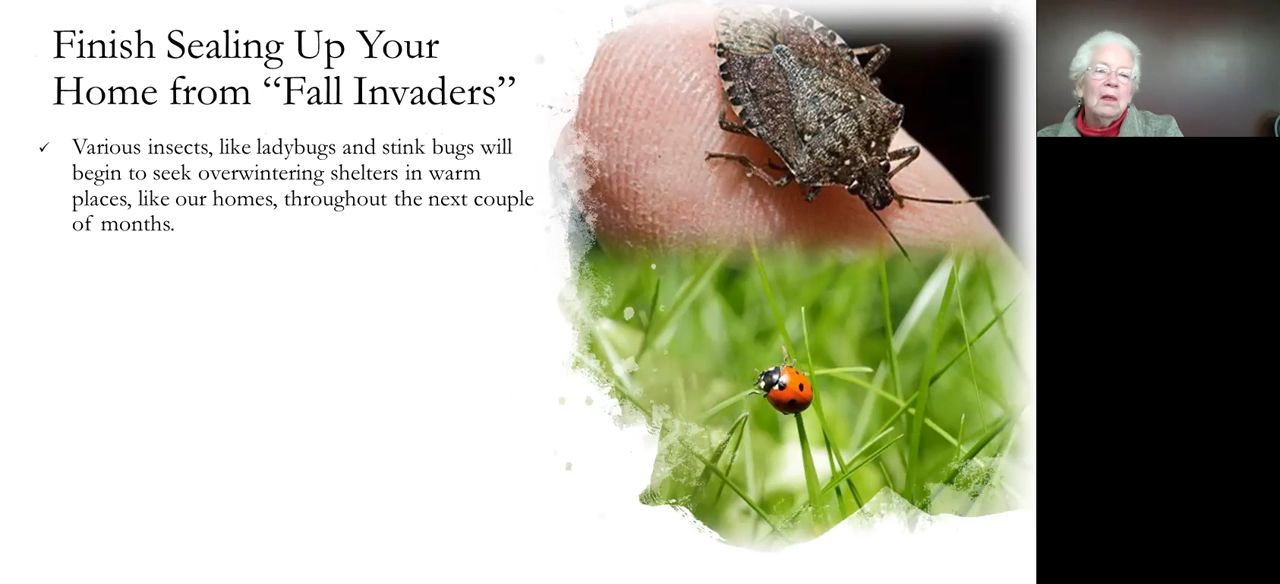 Finish Sealing Up Your
Home from “Fall Invaders”
✓ Various insects, like ladybugs and stink bugs will
begin to seek overwintering shelters in warm
places, like our homes, throughout the next couple
of months.